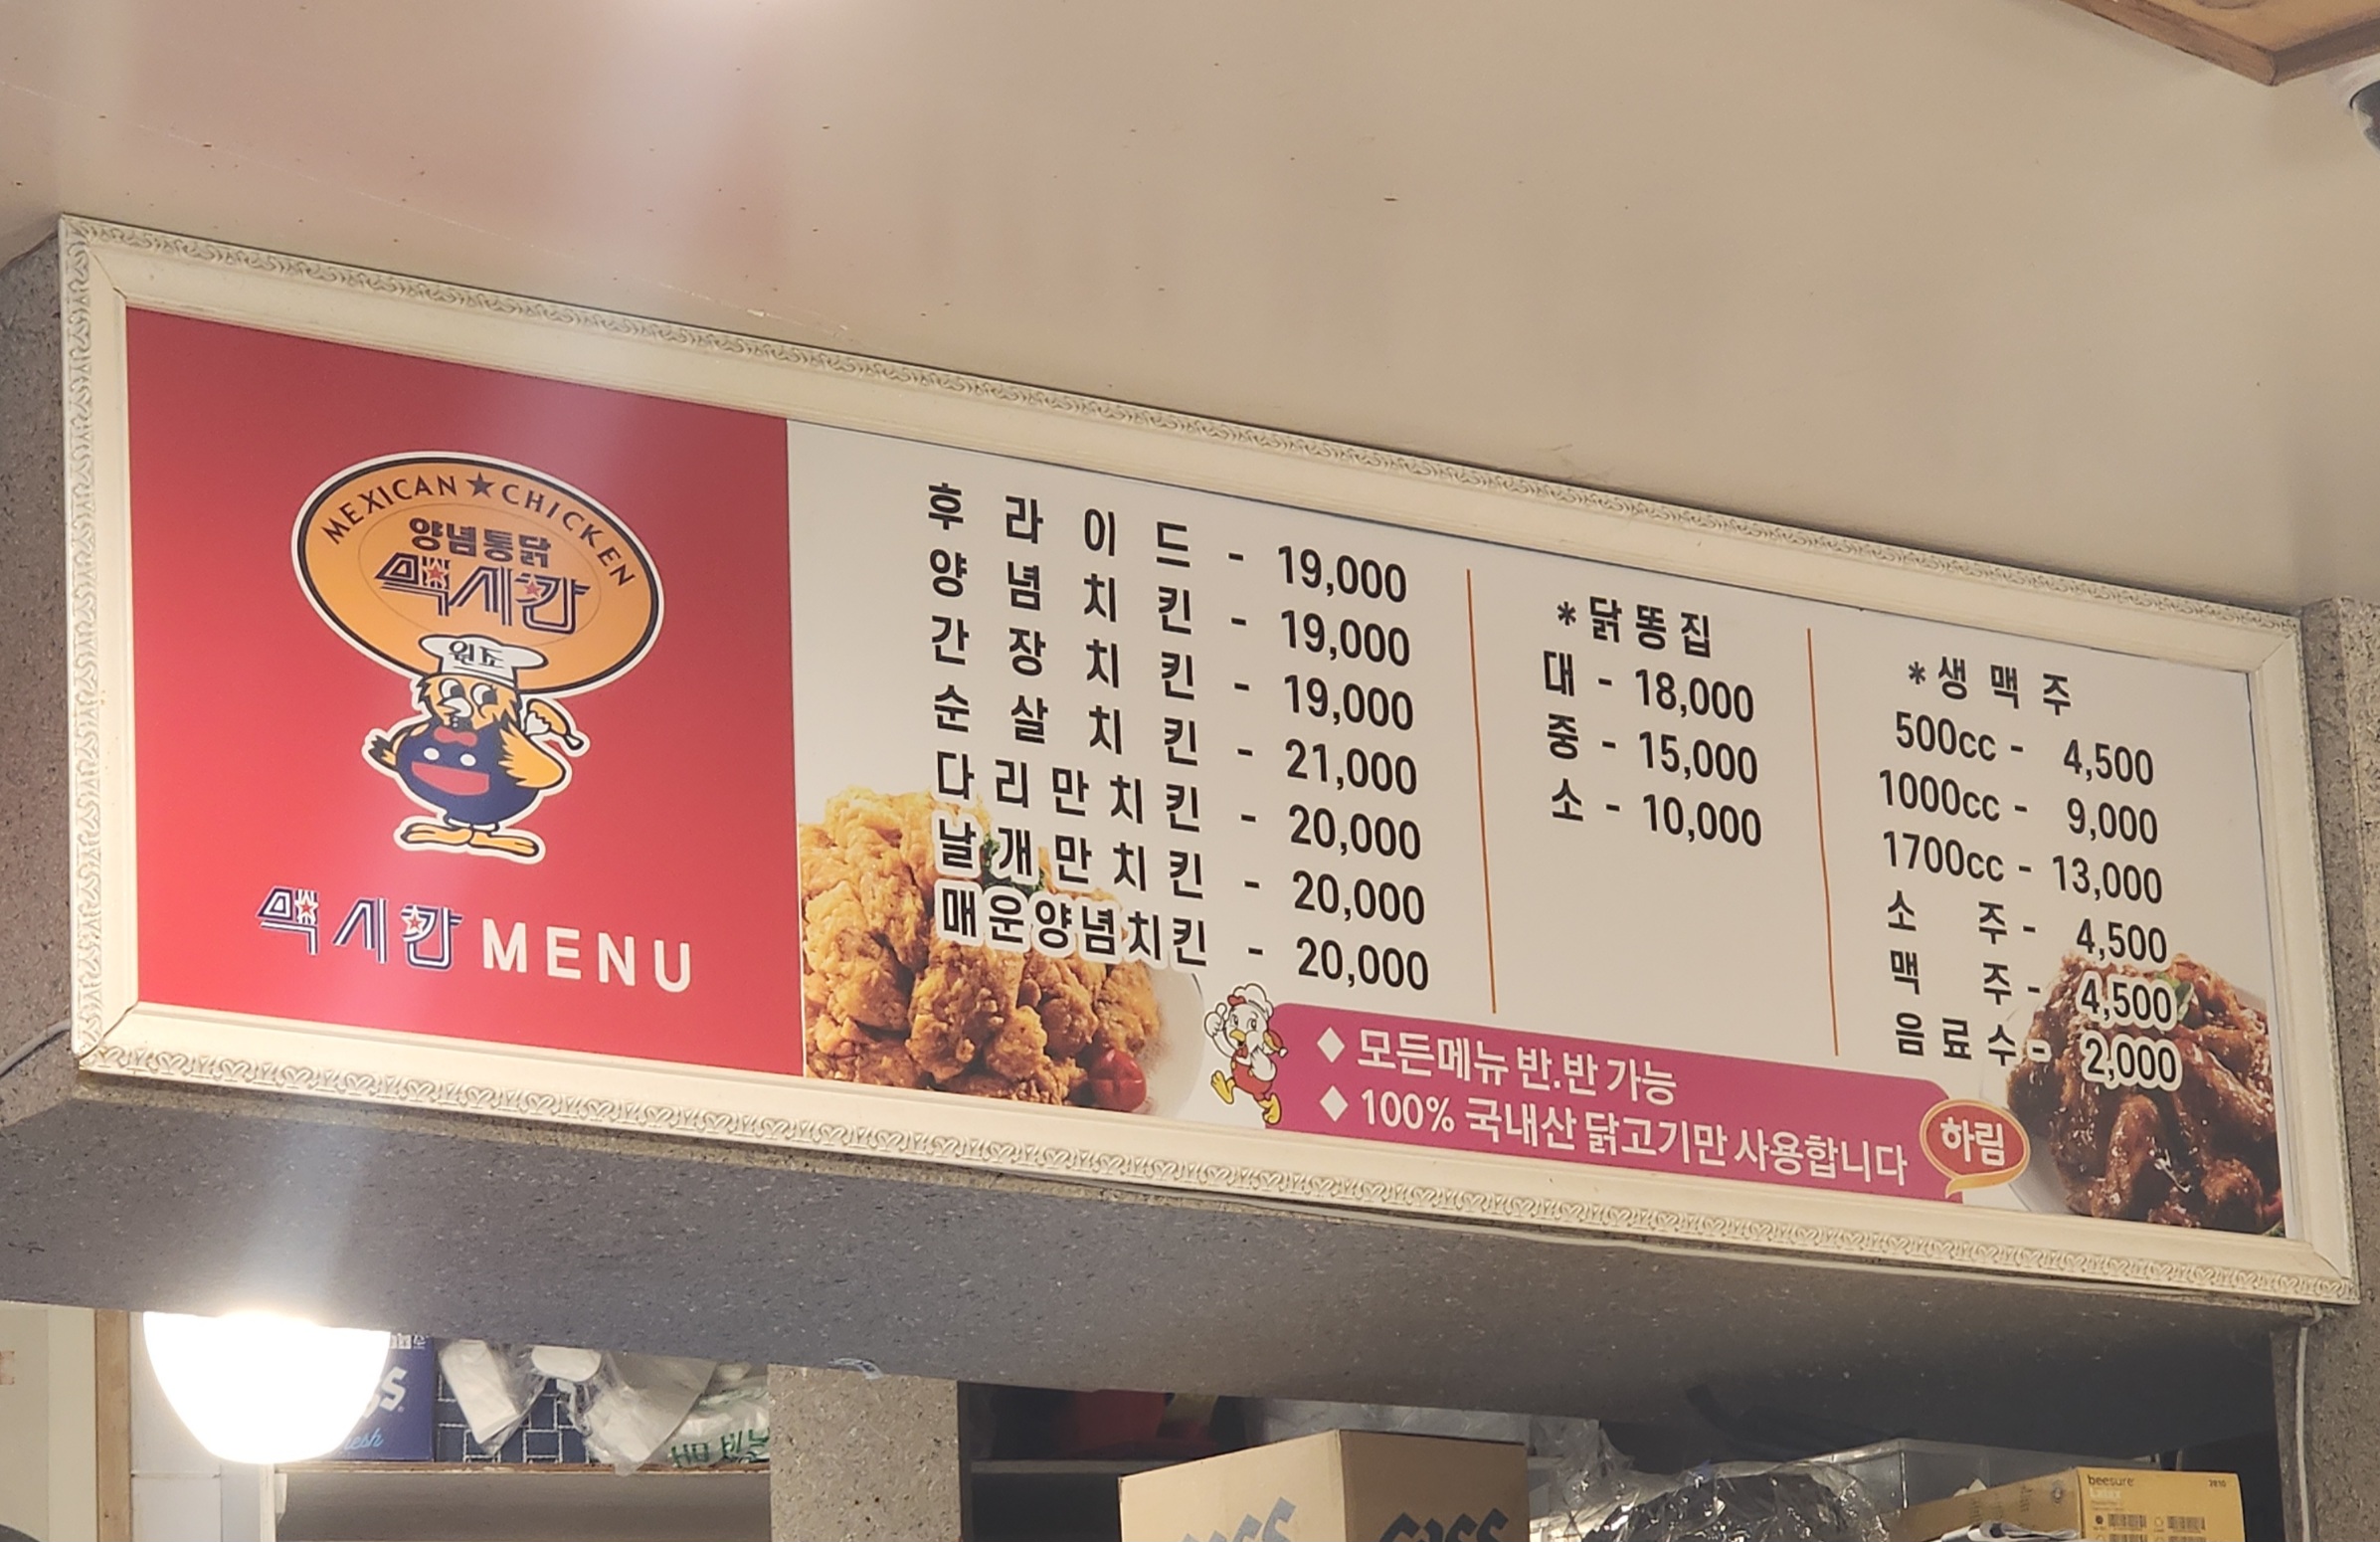 MEXICAN★CHICKEN
양념통닭
맥시칸
원조
맥시칸 MENU
후라이드 - 19,000
양념치킨 - 19,000
간장치킨 - 19,000
순살치킨 - 21,000
다리만치킨 - 20,000
날개만치킨 - 20,000
매운양념치킨 - 20,000
*닭똥집
대 - 18,000
중 - 15,000
소 - 10,000
*생맥주
500cc - 4,500
1000cc - 9,000
1700cc - 13,000
소주 - 4,500
맥주 - 4,500
음료수 - 2,000
◆ 모든메뉴 반.반 가능
◆ 100% 국내산 닭고기만 사용합니다
하림
beesure